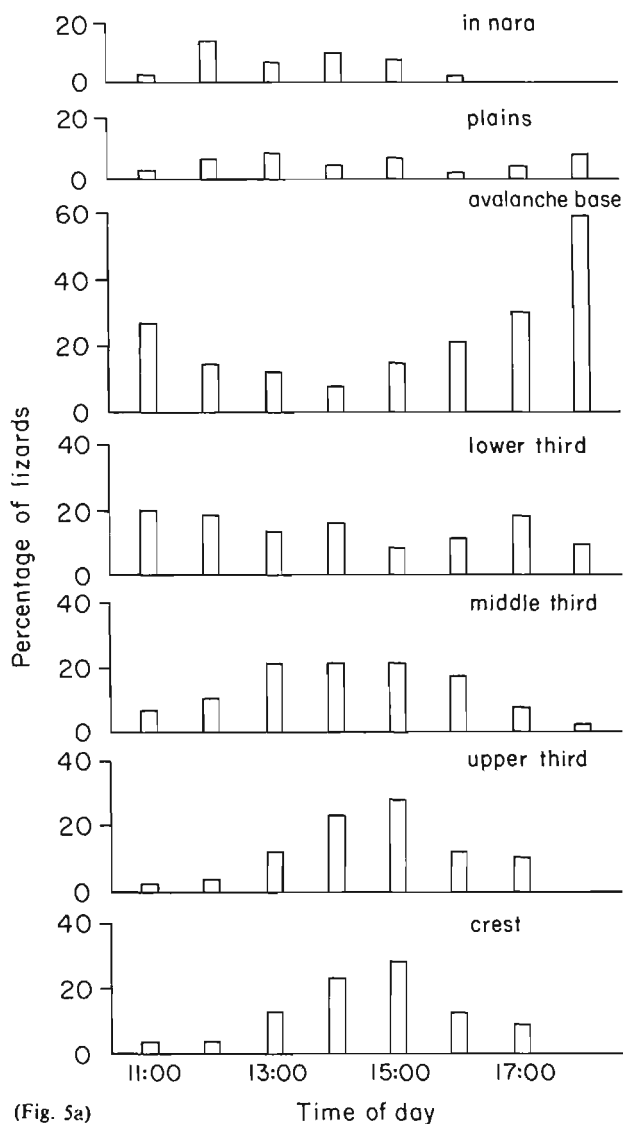 in nara
20
0
plains
20
0
avalanche base
60
40
20
0
lower third
40
20
0
middle third
40
20
0
upper third
40
20
0
crest
40
20
0
11:00 13:00 15:00 17:00
Time of day
Percentage of lizards
(Fig. 5a)